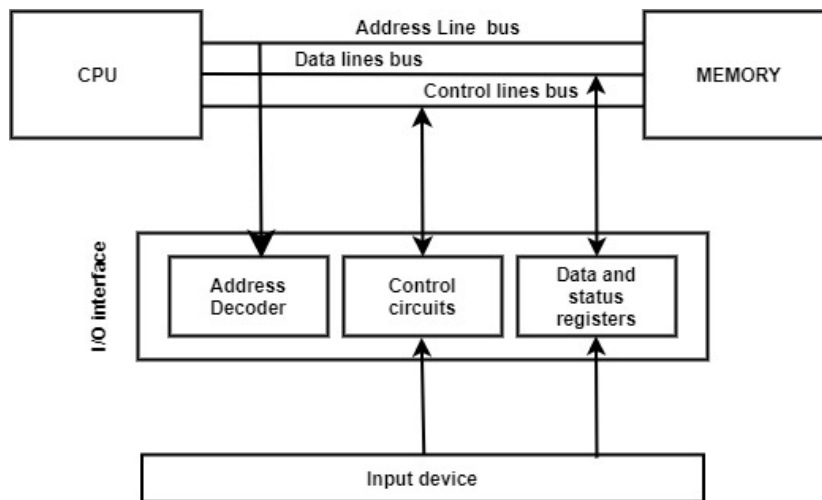 Address Line bus
CPU
Data lines bus
MEMORY
Control lines bus
I/O interface
Address
Decoder
Control
circuits
Data and
status
registers
Input device